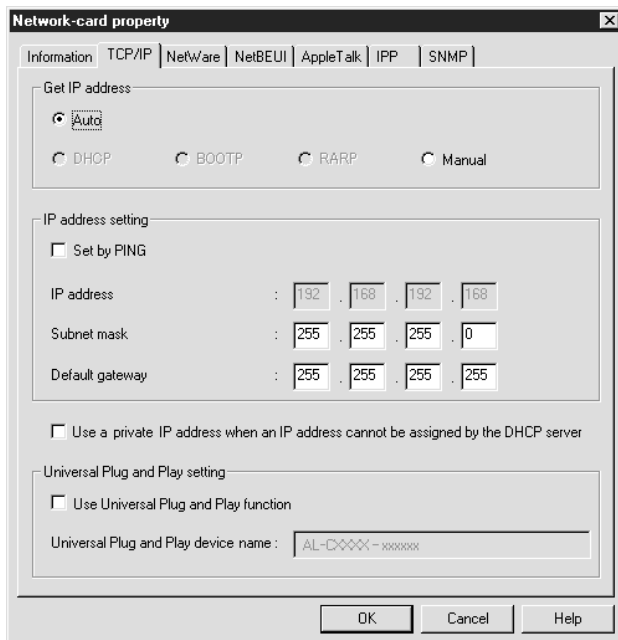 Network-card property
Information TCP/IP NetWare NetBEUI AppleTalk IPP SNMP
Get IP address
Auto
DHCP BOOTP RARP Manual
IP address setting
Set by PING
IP address : 192 . 168 . 192 . 168
Subnet mask : 255 . 255 . 255 . 0
Default gateway : 255 . 255 . 255 . 255
Use a private IP address when an IP address cannot be assigned by the DHCP server
Universal Plug and Play setting
Use Universal Plug and Play function
Universal Plug and Play device name : AL-CXXXX - xxxxxx
OK Cancel Help